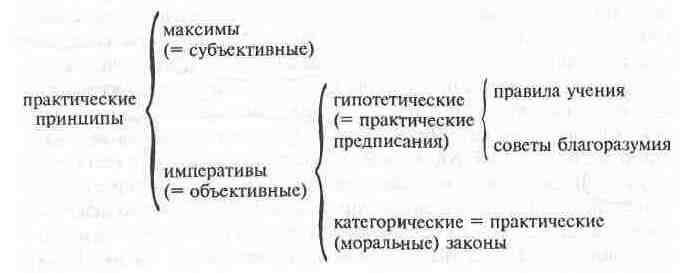 максимы
(= субъективные)
практические
принципы
императивы
(= объективные)
гипотетические
(= практические
предписания)
правила учения
советы благоразумия
категорические = практические
(моральные) законы